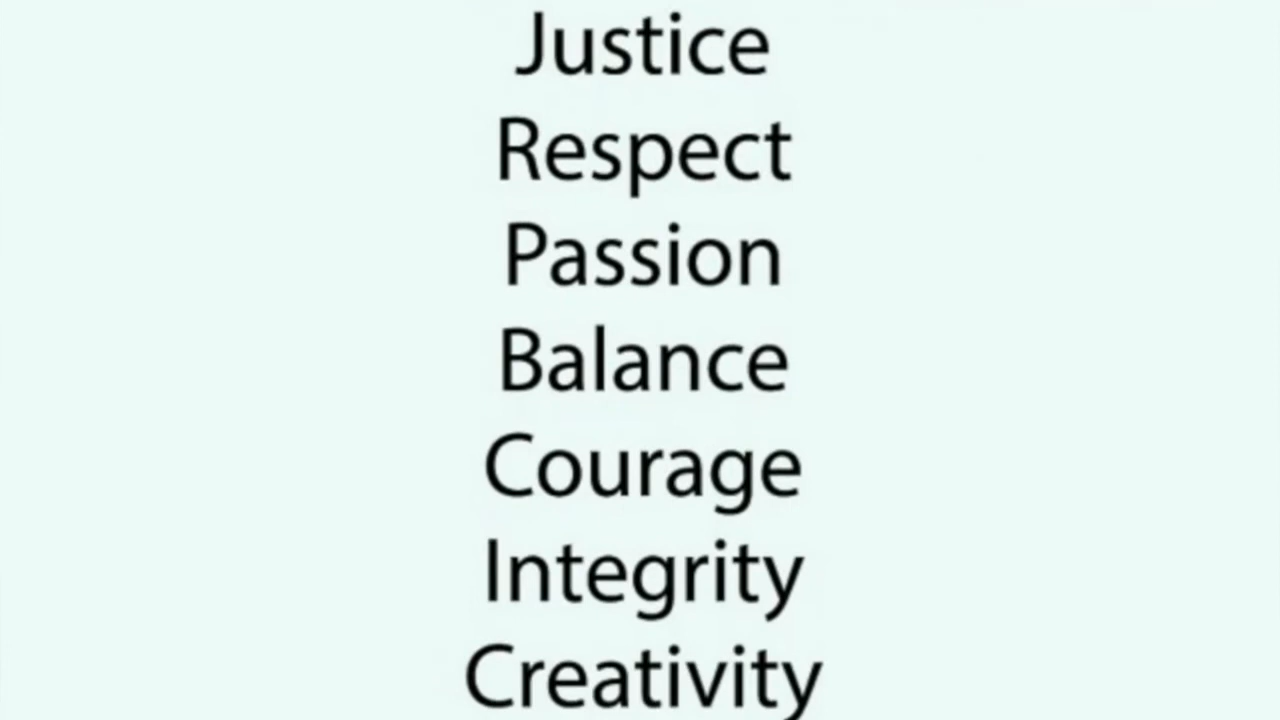 Justice
Respect
Passion
Balance
Courage
Integrity
Creativity